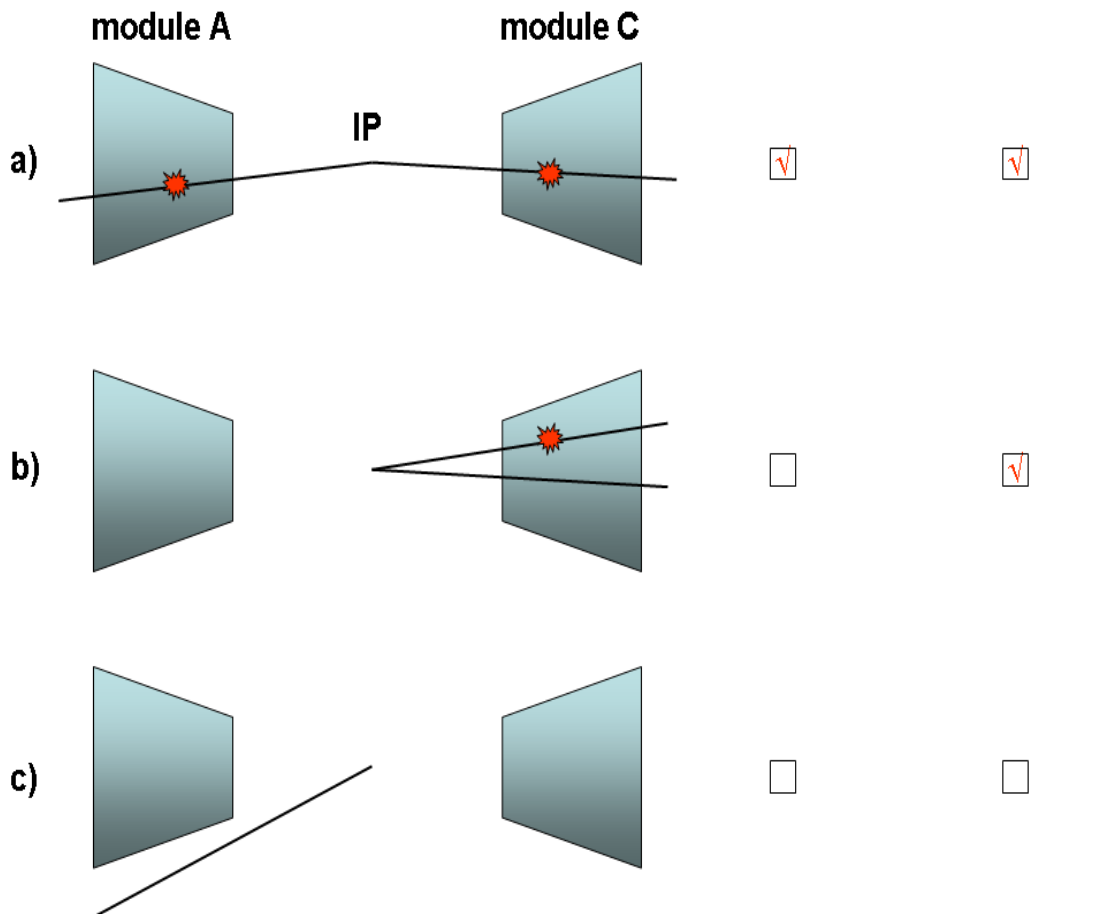 module A module C
IP
a) √ √
b) √
c)